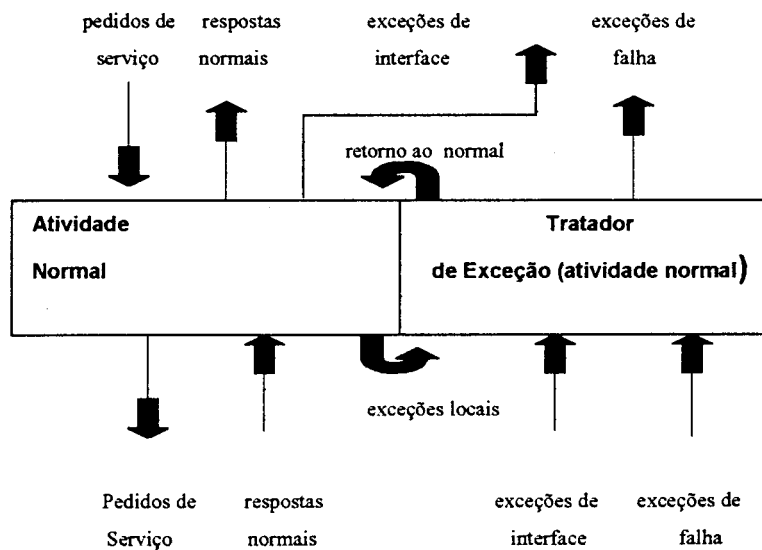 pedidos de serviço
respostas normais
exceções de interface
exceções de falha
retorno ao normal
Atividade
Normal
Tratador
de Exceção (atividade normal)
exceções locais
Pedidos de Serviço
respostas normais
exceções de interface
exceções de falha